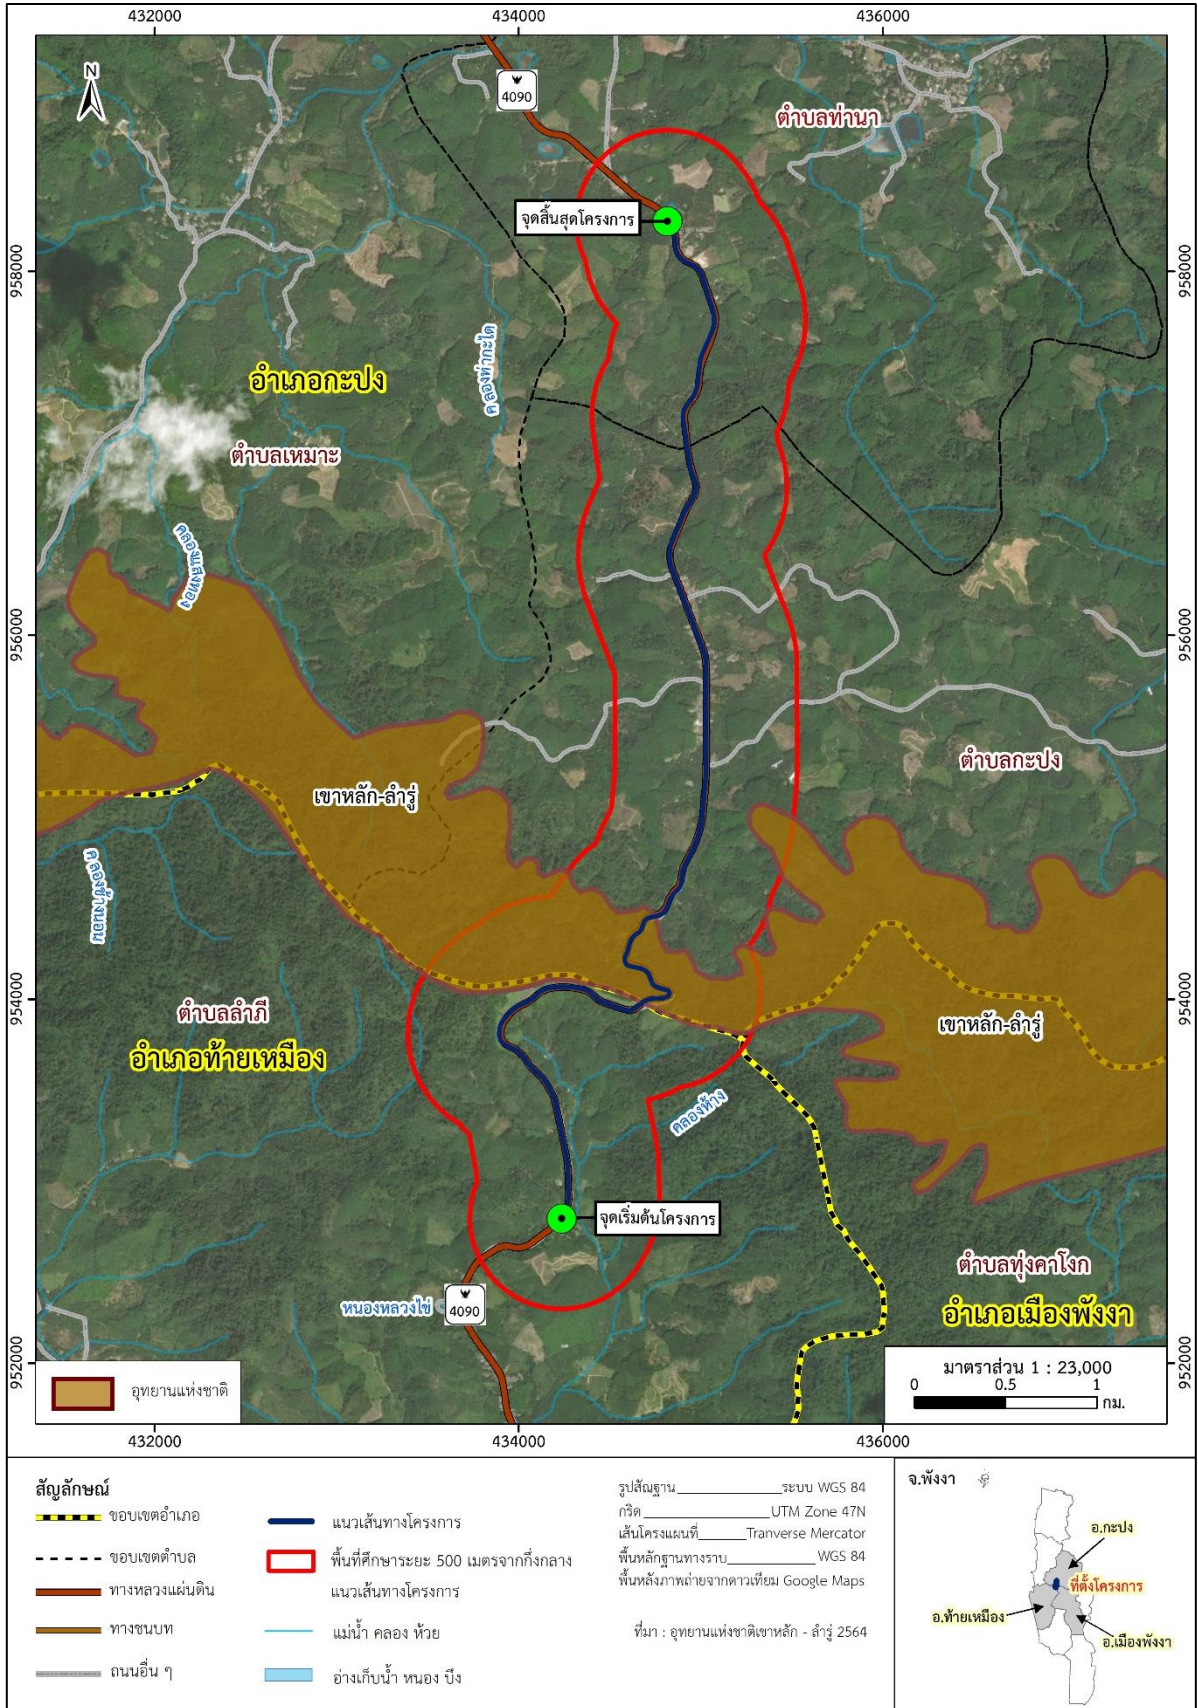 432000
434000
436000
N
4090
ตำบลท่านา
จุดสิ้นสุดโครงการ
958000
958000
คลองท่ากะได
อำเภอกะปง
ตำบลเหมาะ
คลองแสงทอง
956000
956000
ตำบลกะปง
เขาหลัก-ลำรู่
คลองช้างนอน
954000
954000
ตำบลลำภี
เขาหลัก-ลำรู่
อำเภอท้ายเหมือง
คลองห้าง
จุดเริ่มต้นโครงการ
ตำบลทุ่งคาโงก
หนองหลวงไข่
4090
อำเภอเมืองพังงา
952000
952000
มาตราส่วน 1 : 23,000
0 0.5 1
กม.
อุทยานแห่งชาติ
432000
434000
436000
สัญลักษณ์
ขอบเขตอำเภอ
ขอบเขตตำบล
ทางหลวงแผ่นดิน
ทางชนบท
ถนนอื่น ๆ
แนวเส้นทางโครงการ
พื้นที่ศึกษาระยะ 500 เมตรจากกึ่งกลาง
แนวเส้นทางโครงการ
แม่น้ำ คลอง ห้วย
อ่างเก็บน้ำ หนอง บึง
รูปสัณฐาน ระบบ WGS 84
กริด UTM Zone 47N
เส้นโครงแผนที่ Tranverse Mercator
พื้นหลักฐานทางราบ WGS 84
พื้นหลังภาพถ่ายจากดาวเทียม Google Maps
ที่มา : อุทยานแห่งชาติเขาหลัก - ลำรู่ 2564
จ.พังงา
อ.กะปง
ที่ตั้งโครงการ
อ.ท้ายเหมือง
อ.เมืองพังงา